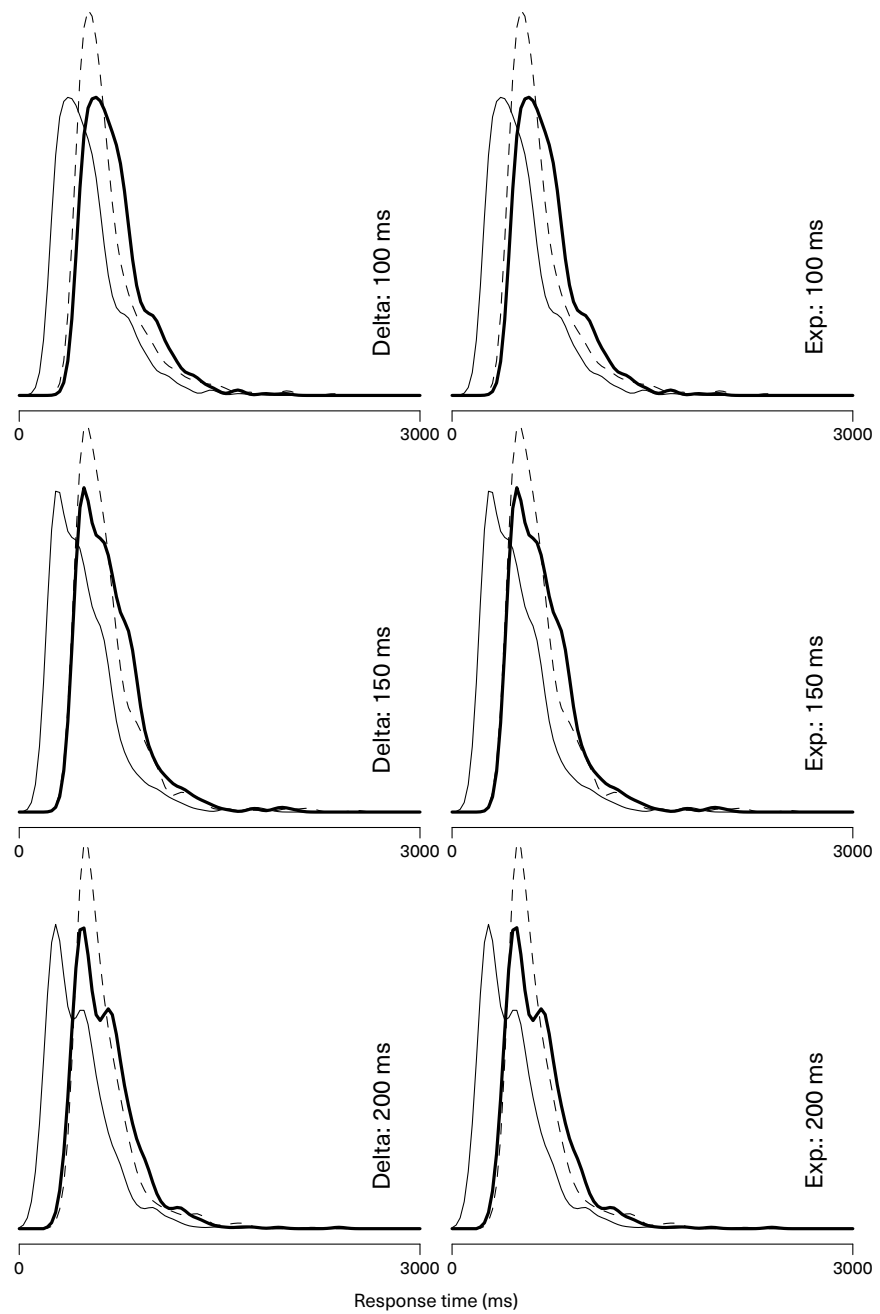 Delta: 100 ms
Exp.: 100 ms
0 3000 0 3000
Delta: 150 ms
Exp.: 150 ms
0 3000 0 3000
Delta: 200 ms
Exp.: 200 ms
0 3000 0 3000
Response time (ms)